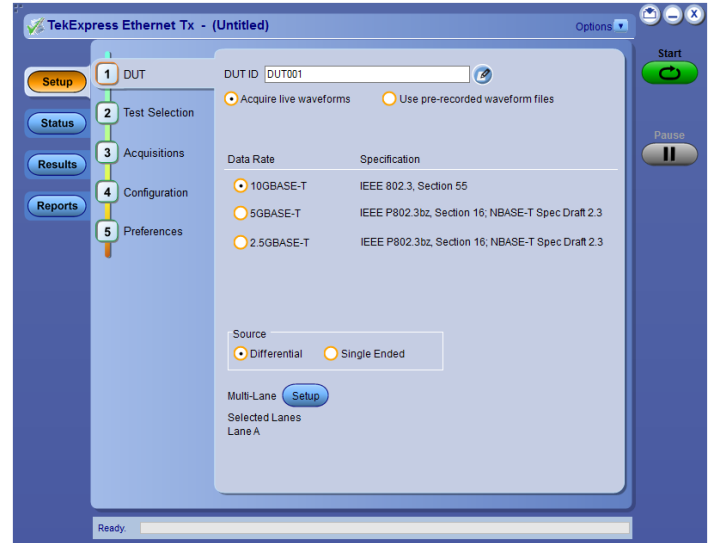 TekExpress Ethernet Tx - (Untitled)
Options
Start
Setup
Status
Results
Reports
1 DUT
2 Test Selection
3 Acquisitions
4 Configuration
5 Preferences
DUT ID DUT001
Acquire live waveforms Use pre-recorded waveform files
Data Rate Specification
10GBASE-T IEEE 802.3, Section 55
5GBASE-T IEEE P802.3bz, Section 16; NBASE-T Spec Draft 2.3
2.5GBASE-T IEEE P802.3bz, Section 16; NBASE-T Spec Draft 2.3
Source
Differential Single Ended
Multi-Lane Setup
Selected Lanes
Lane A
Pause
Ready.